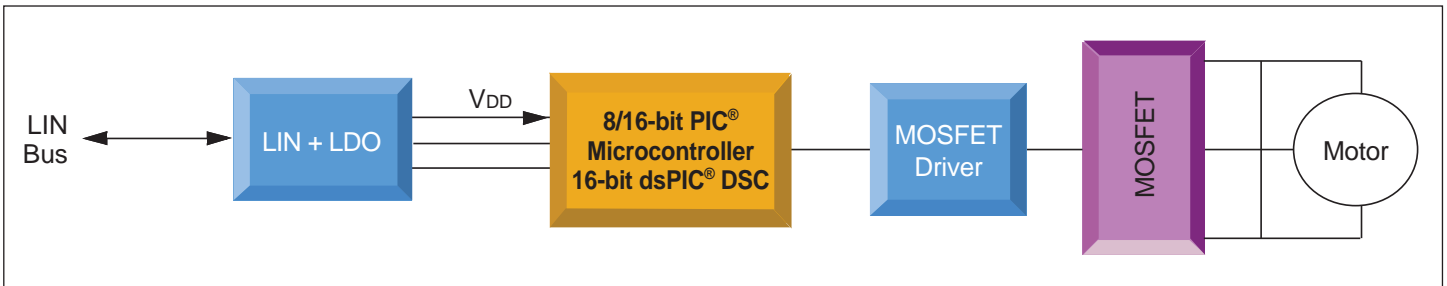 LIN
Bus
LIN + LDO
VDD
8/16-bit PIC®
Microcontroller
16-bit dsPIC® DSC
MOSFET
Driver
MOSFET
Motor